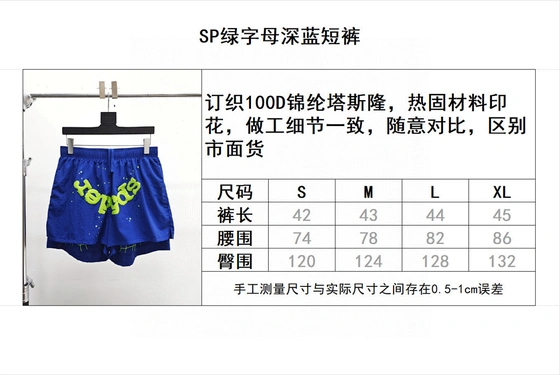 SP绿字母深蓝短裤
订织100D锦纶塔斯隆，热固材料印
花，做工细节一致，随意对比，区别
市面货
尺码 S M L XL
裤长 42 43 44 45
腰围 74 78 82 86
臀围 120 124 128 132
手工测量尺寸与实际尺寸之间存在0.5-1cm误差